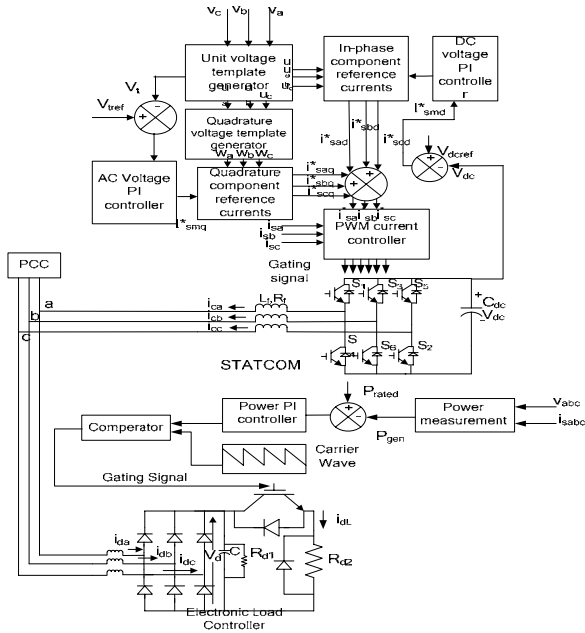 Vc Vb Va
Unit voltage template generator
In-phase component reference currents
DC voltage PI controlle r
Vt
Vtref
uc
Quadrature voltage template generator
wa wb wc
AC Voltage PI controller
Quadrature component reference currents
I*smd
i*sad
i*sbd
i*scd
Vdcref
Vdc
i*saq
i*sbq
i*scq
I*smq
i*sa i*sb i*sc
PWM current controller
isa
isb
isc
Gating signal
PCC
a
b
c
ica
icb
icc
Lf,Rf
S1 S3 S5
S S6 S2
Cdc
Vdc
STATCOM
Prated
Power PI controller
Pgen
Power measurement
vabc
isabc
Comperator
Carrier Wave
Gating Signal
ida
idb
idc
Vd
C
Rd1
idL
Rd2
Electronic Load Controller